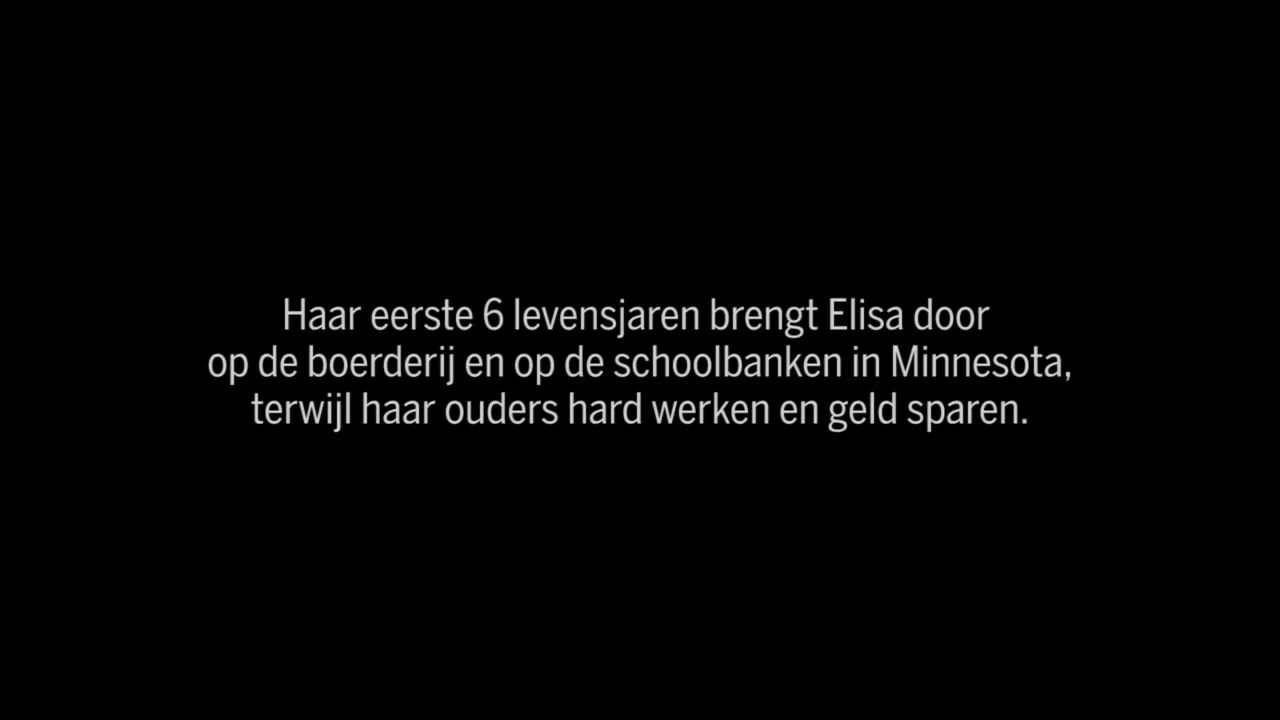 Haar eerste 6 levensjaren brengt Elisa door
op de boerderij en op de schoolbanken in Minnesota,
terwijl haar ouders hard werken en geld sparen.